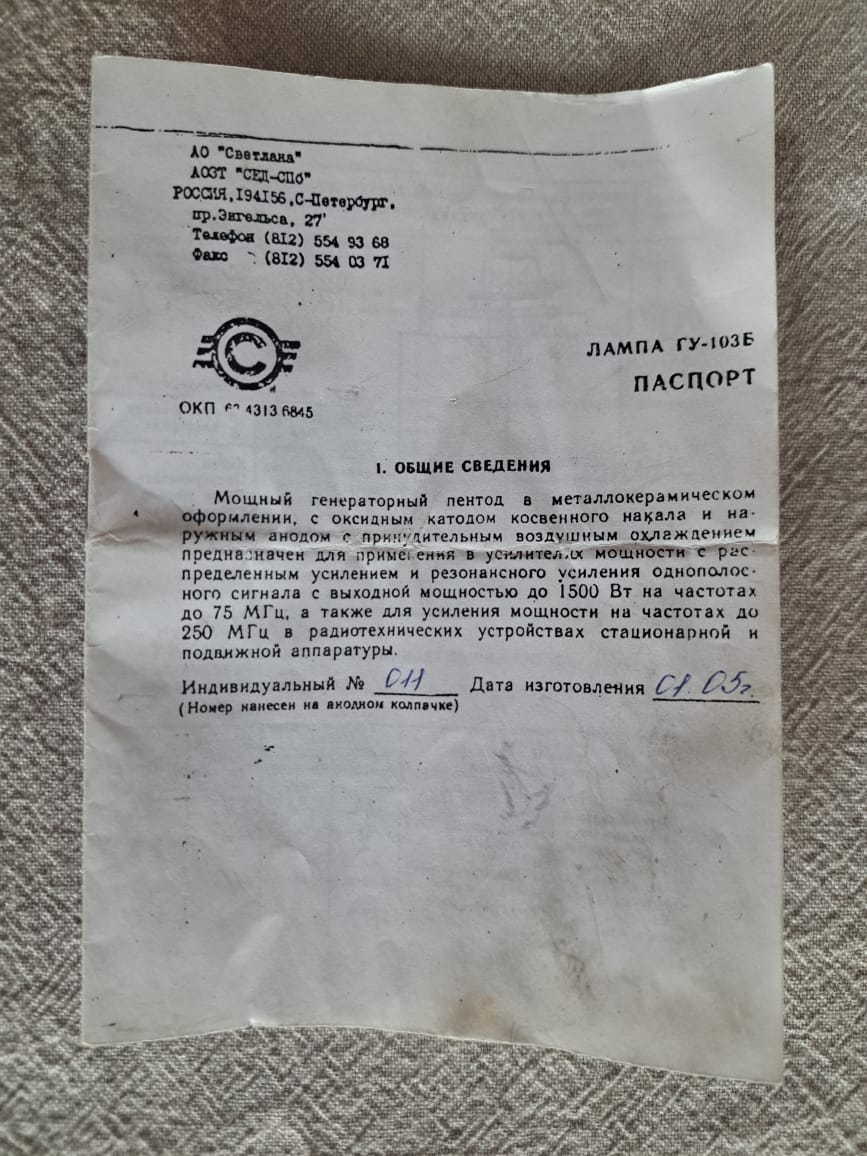 АО "Светлана"
АОЗТ "СЕД-СПб"
РОССИЯ,194156,С-Петербург,
пр.Энгельса, 27
Телефон (812) 554 93 68
Факс : (812) 554 03 71
С
ЛАМПА ГУ-103Б
ПАСПОРТ
ОКП 4313 6845
1. ОБЩИЕ СВЕДЕНИЯ
Мощный генераторный пентод в металлокерамическом
оформлении, с оксидным катодом косвенного накала и на-
ружным анодом с принудительным воздушным охлаждением
предназначен для применения в усилителях мощности с рас-
пределенным усилением и резонансного усиления однополос-
ного сигнала с выходной мощностью до 1500 Вт на частотах
до 75 МГц, а также для усиления мощности на частотах до
250 МГц в радиотехнических устройствах стационарной и
подвижной аппаратуры.
Индивидуальный № 011 Дата изготовления 01.05г.
(Номер нанесен на анодном колпачке)